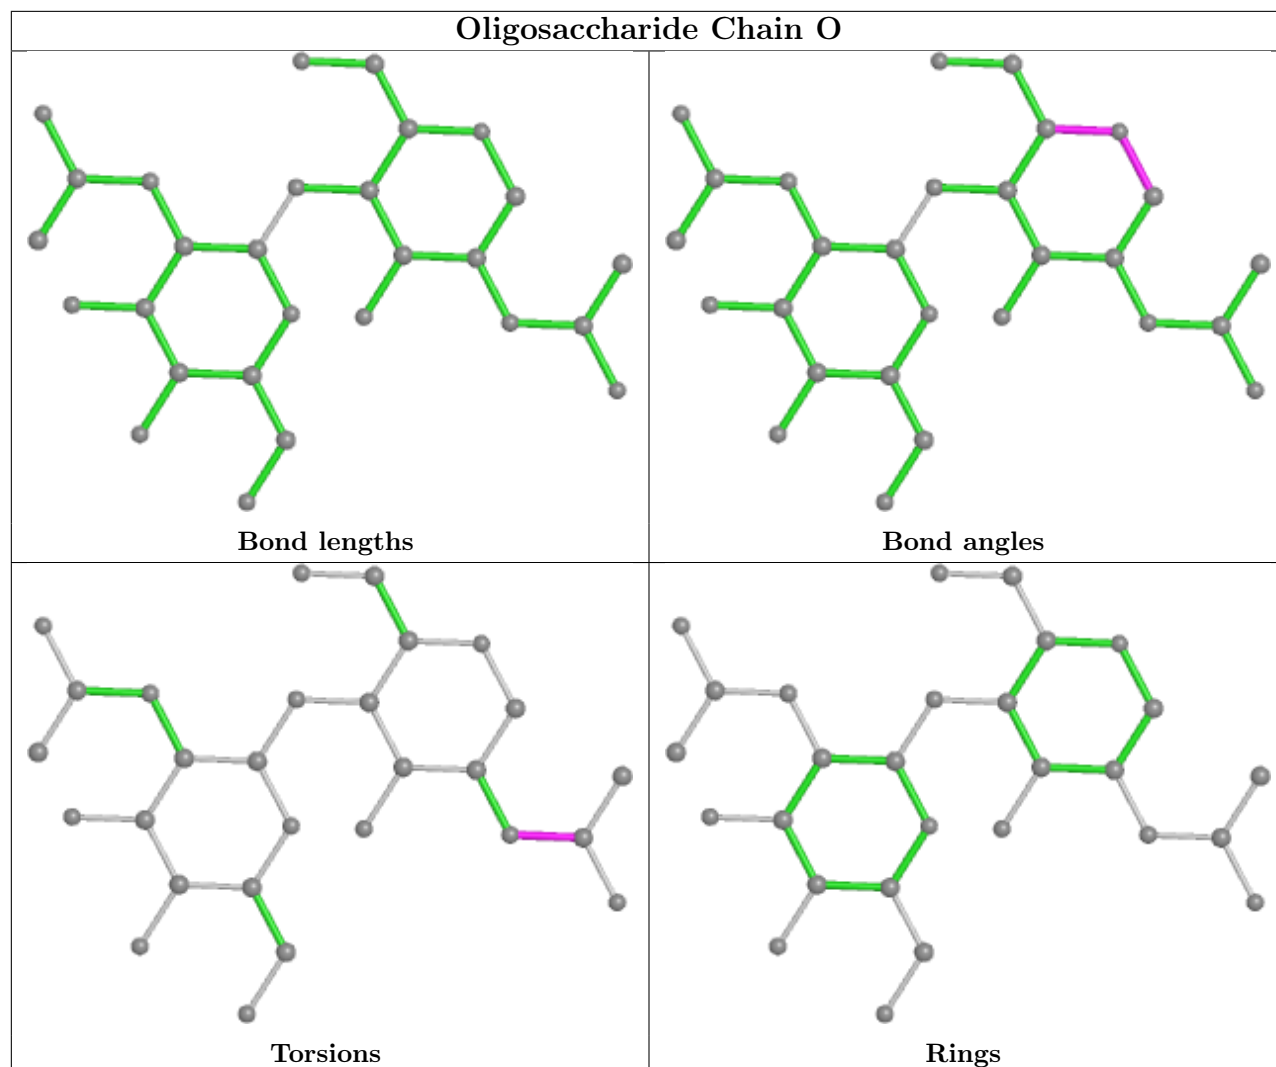 Oligosaccharide Chain O
Bond lengths
Bond angles
Torsions
Rings